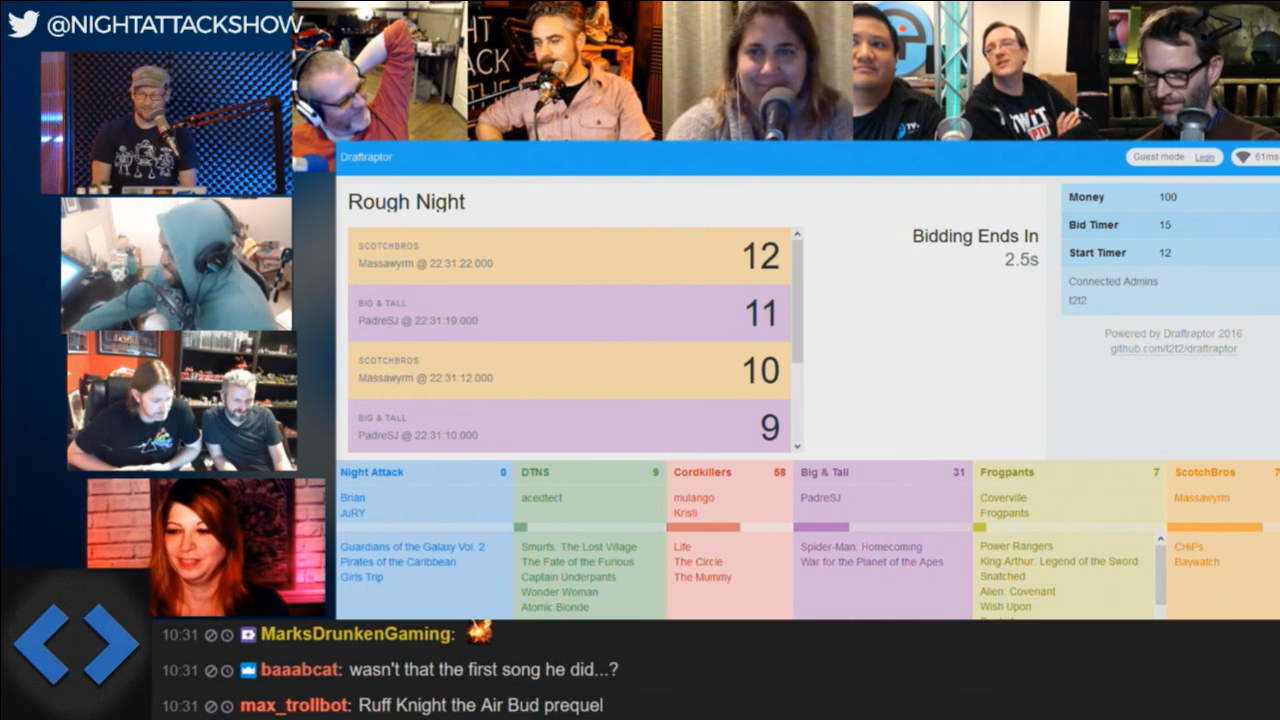 @NIGHTATTACKSHOW
Draftraptor
Guest mode Login
61ms
Rough Night
SCOTCHBROS
Massawyrm @ 22:31:22.000
12
BIG & TALL
PadreSJ @ 22:31:19.000
11
SCOTCHBROS
Massawyrm @ 22:31:12.000
10
BIG & TALL
PadreSJ @ 22:31:10.000
9
Bidding Ends In
2.5s
Money 100
Bid Timer 15
Start Timer 12
Connected Admins
t2t2
Powered by Draftraptor 2016
github.com/t2t2/draftraptor
Night Attack 0
Brian
JuRY
Guardians of the Galaxy Vol. 2
Pirates of the Caribbean
Girls Trip
DTNS 9
acedtect
Smurfs: The Lost Village
The Fate of the Furious
Captain Underpants
Wonder Woman
Atomic Blonde
Cordkillers 68
mulango
Kristi
Life
The Circle
The Mummy
Big & Tall 31
PadreSJ
Spider-Man: Homecoming
War for the Planet of the Apes
Frogpants 7
Coverville
Frogpants
Power Rangers
King Arthur: Legend of the Sword
Snatched
Alien: Covenant
Wish Upon
ScotchBros
Massawyrm
CHiPs
Baywatch
10:31 MarksDrunkenGaming:
10:31 baaabcat: wasn't that the first song he did...?
10:31 max_trollbot: Ruff Knight the Air Bud prequel